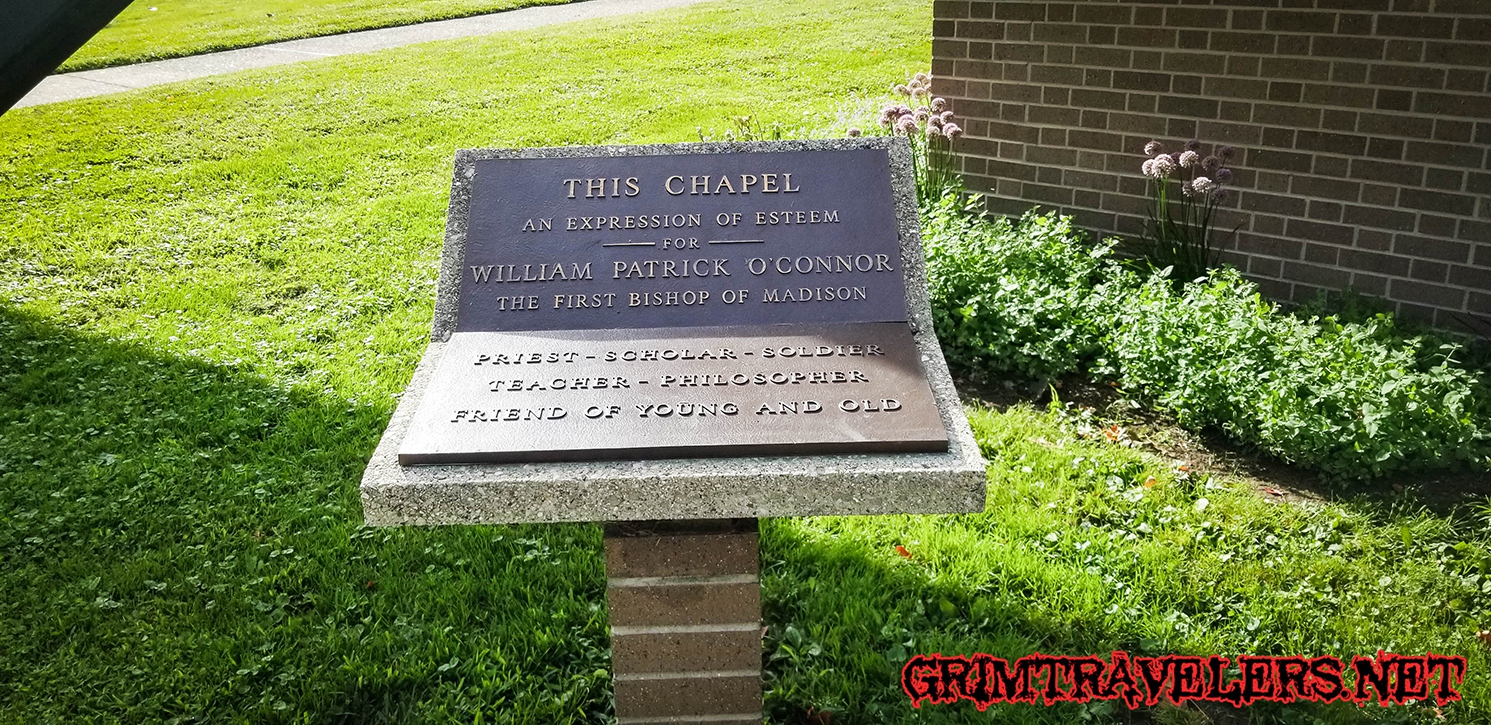 THIS CHAPEL
AN EXPRESSION OF ESTEEM
FOR
WILLIAM PATRICK O'CONNOR
THE FIRST BISHOP OF MADISON
PRIEST - SCHOLAR - SOLDIER
TEACHER - PHILOSOPHER
FRIEND OF YOUNG AND OLD
GRIMTRAVELERS.NET